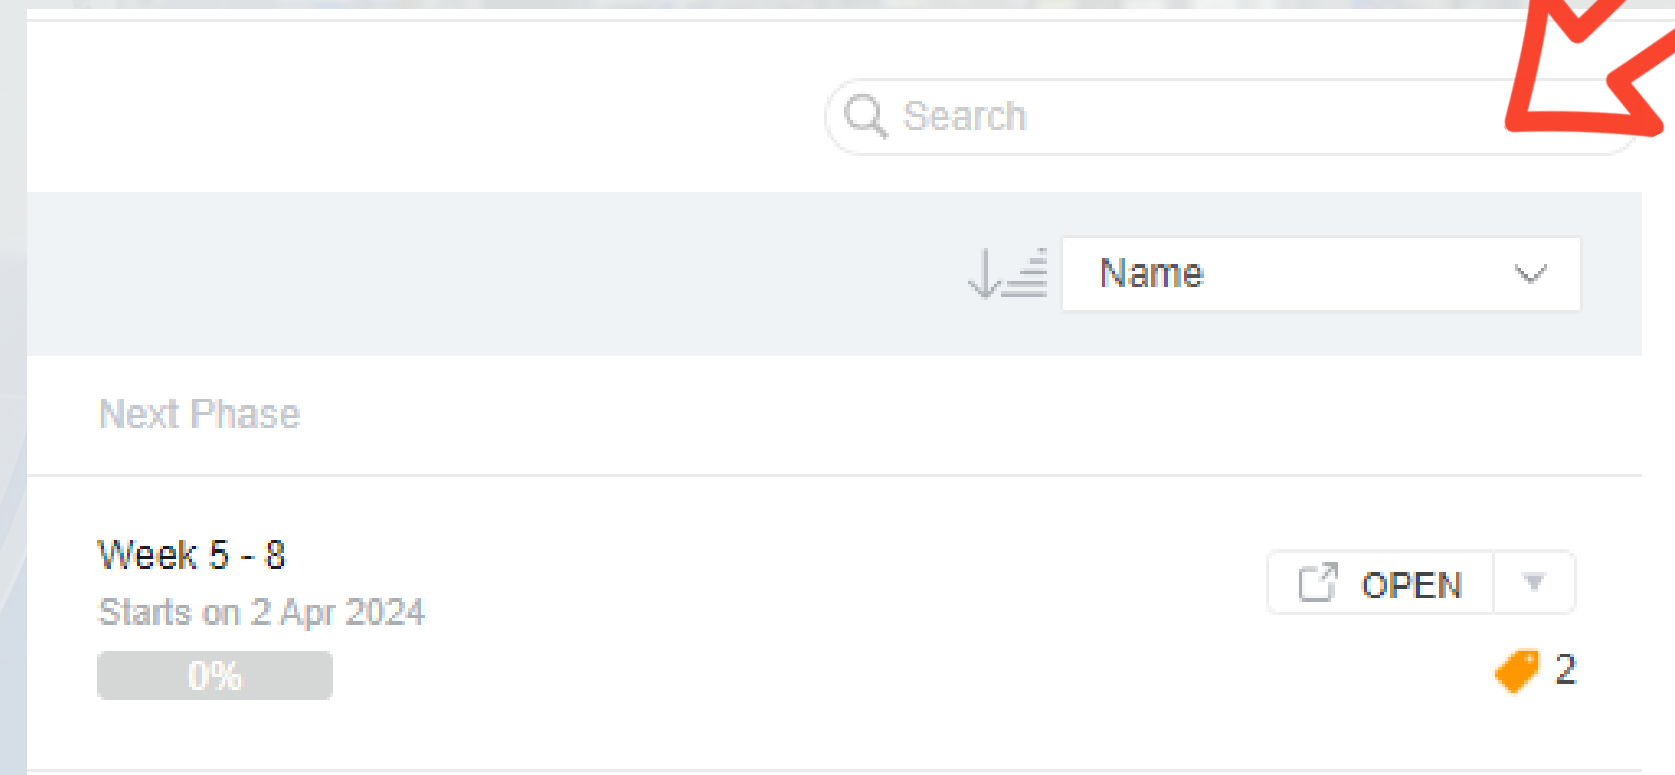 Search
Name
Next Phase
Week 5 - 8
Starts on 2 Apr 2024
OPEN
0%
2